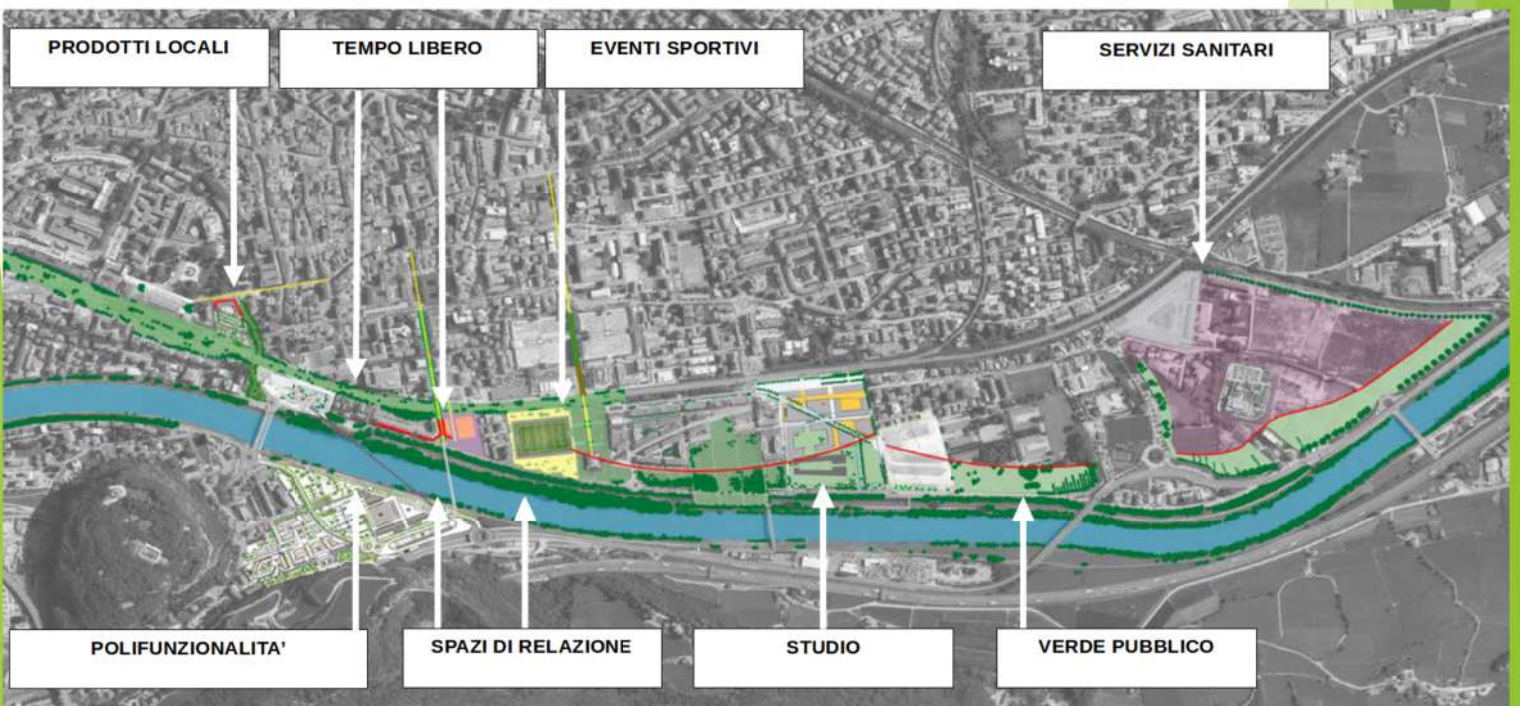 PRODOTTI LOCALI
TEMPO LIBERO
EVENTI SPORTIVI
SERVIZI SANITARI
POLIFUNZIONALITA'
SPAZI DI RELAZIONE
STUDIO
VERDE PUBBLICO